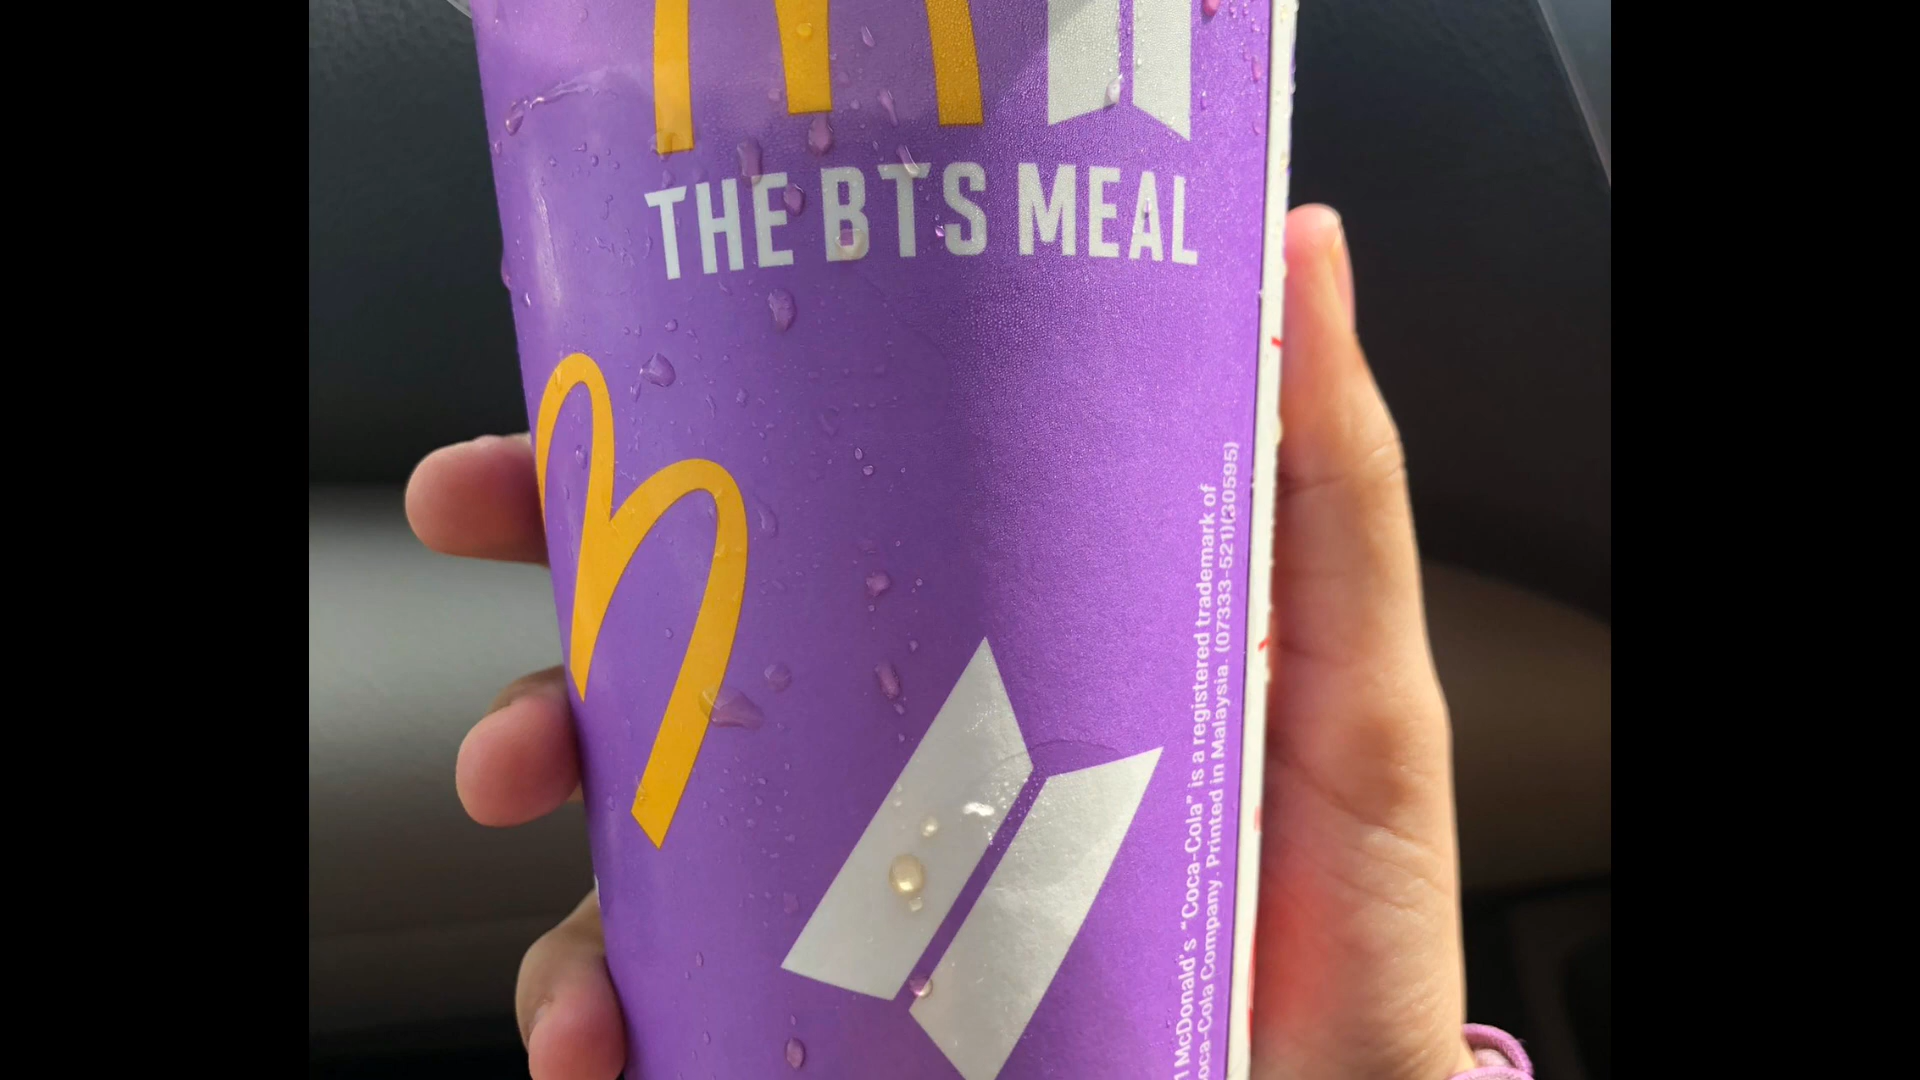 THE BTS MEAL
McDonald's "Coca-Cola" is a registered trademark of
Coca-Cola Company. Printed in Malaysia. (07333-521)(30595)